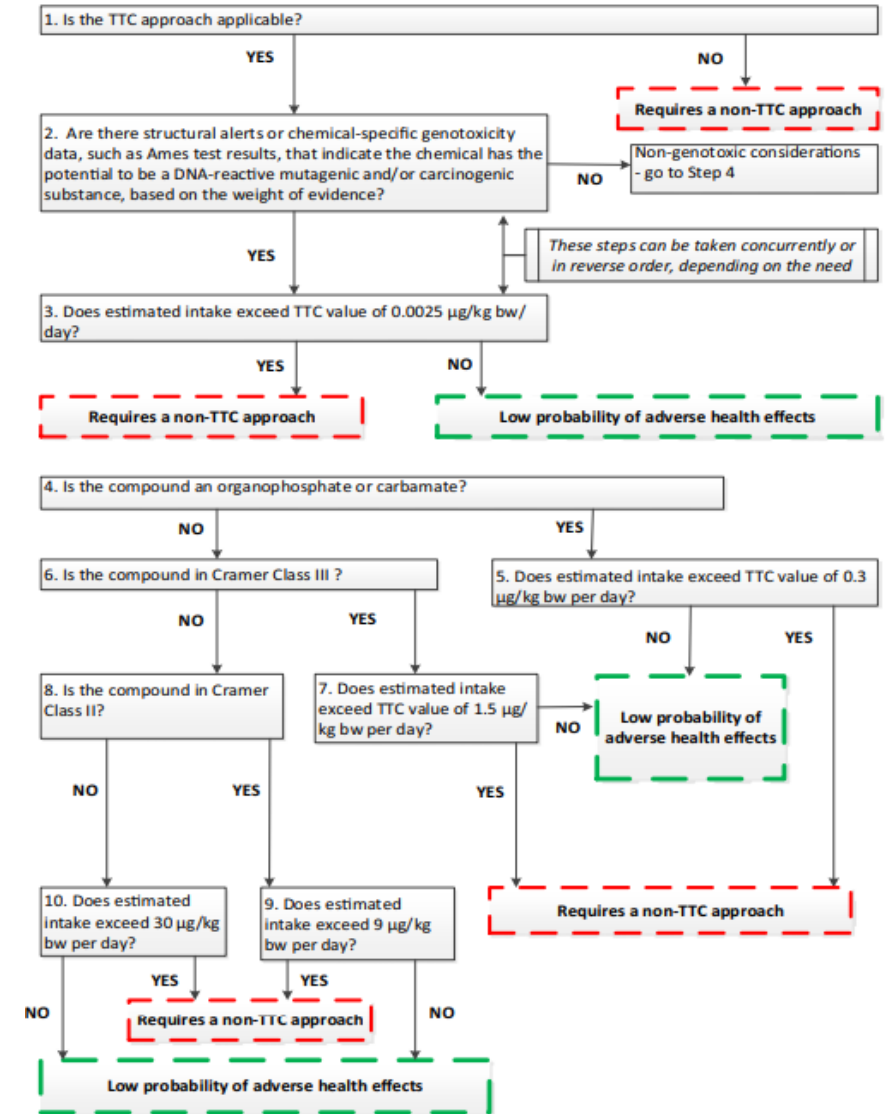 1. Is the TTC approach applicable?
YES
NO
Requires a non-TTC approach
2. Are there structural alerts or chemical-specific genotoxicity
data, such as Ames test results, that indicate the chemical has the
potential to be a DNA-reactive mutagenic and/or carcinogenic
substance, based on the weight of evidence?
NO
Non-genotoxic considerations
- go to Step 4
YES
These steps can be taken concurrently or
in reverse order, depending on the need
3. Does estimated intake exceed TTC value of 0.0025 µg/kg bw/
day?
YES
NO
Requires a non-TTC approach
Low probability of adverse health effects
4. Is the compound an organophosphate or carbamate?
NO
YES
6. Is the compound in Cramer Class III ?
5. Does estimated intake exceed TTC value of 0.3
µg/kg bw per day?
NO
YES
NO
YES
8. Is the compound in Cramer
Class II?
7. Does estimated intake
exceed TTC value of 1.5 µg/
kg bw per day?
NO
Low probability of
adverse health effects
NO
YES
YES
10. Does estimated
intake exceed 30 µg/kg
bw per day?
9. Does estimated
intake exceed 9 µg/kg
bw per day?
Requires a non-TTC approach
YES
YES
NO
NO
Requires a non-TTC approach
Low probability of adverse health effects